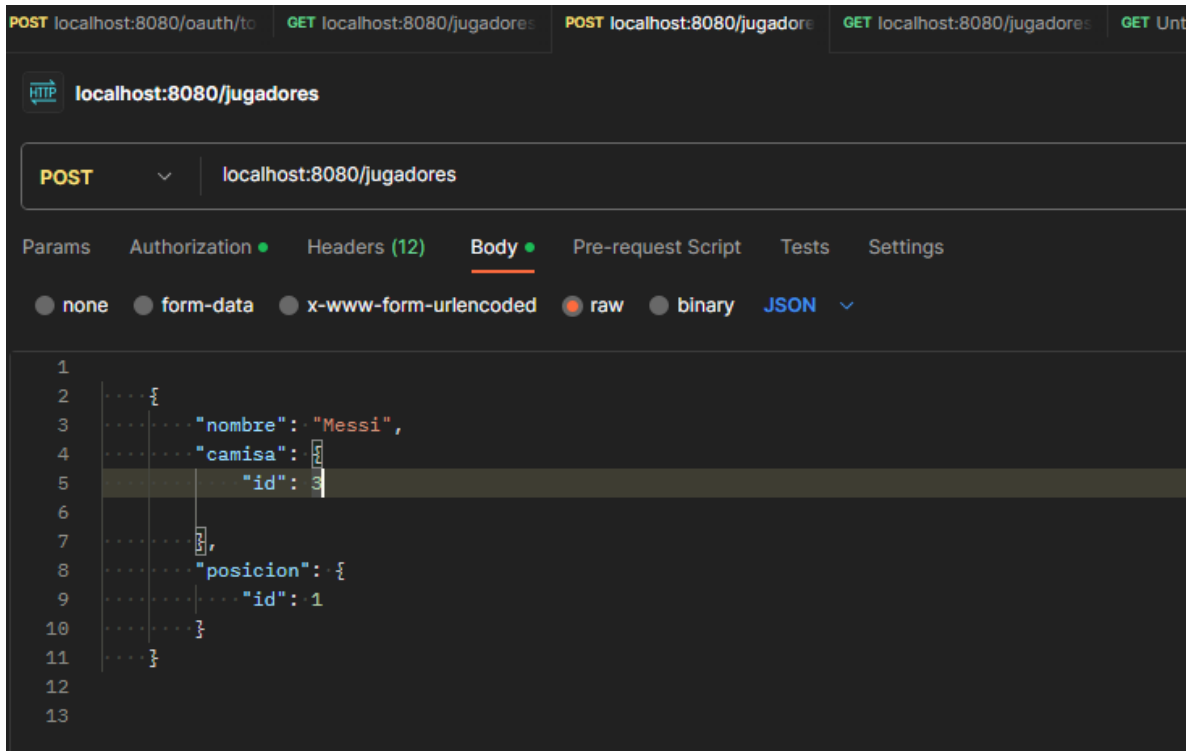 POST localhost:8080/oauth/to GET localhost:8080/jugadores POST localhost:8080/jugadore GET localhost:8080/jugadores GET Unt
HTTP localhost:8080/jugadores
POST localhost:8080/jugadores
Params Authorization Headers (12) Body Pre-request Script Tests Settings
none form-data x-www-form-urlencoded raw binary JSON
1
2 {
3 "nombre": "Messi",
4 "camisa": {
5 "id": 3
6
7 },
8 "posicion": {
9 "id": 1
10 }
11 }
12
13